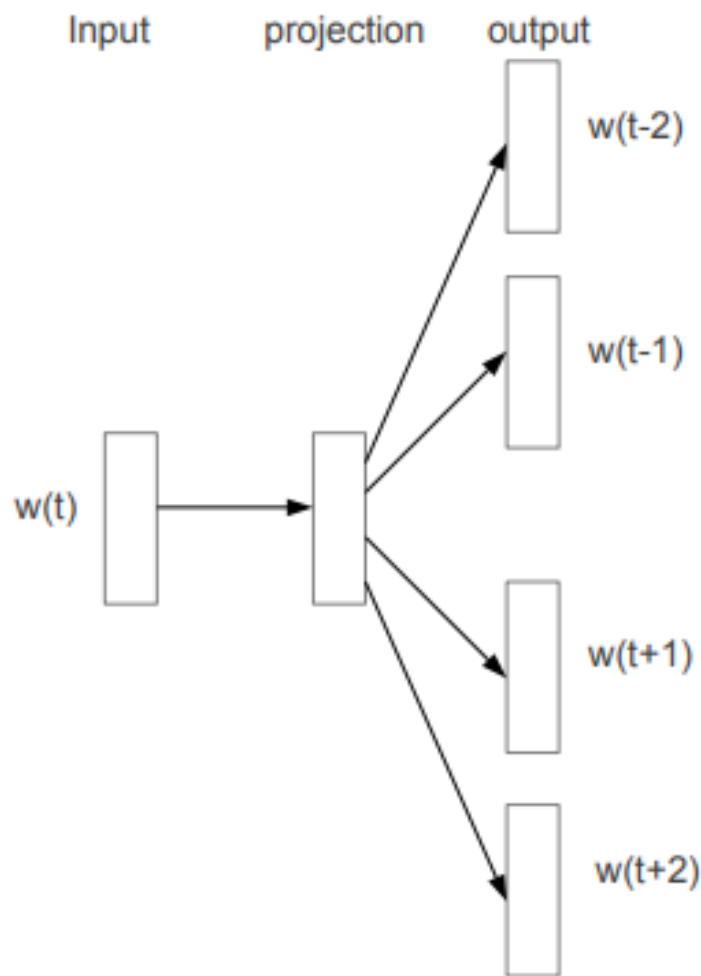 Input projection output
w(t-2)
w(t-1)
w(t)
w(t+1)
w(t+2)